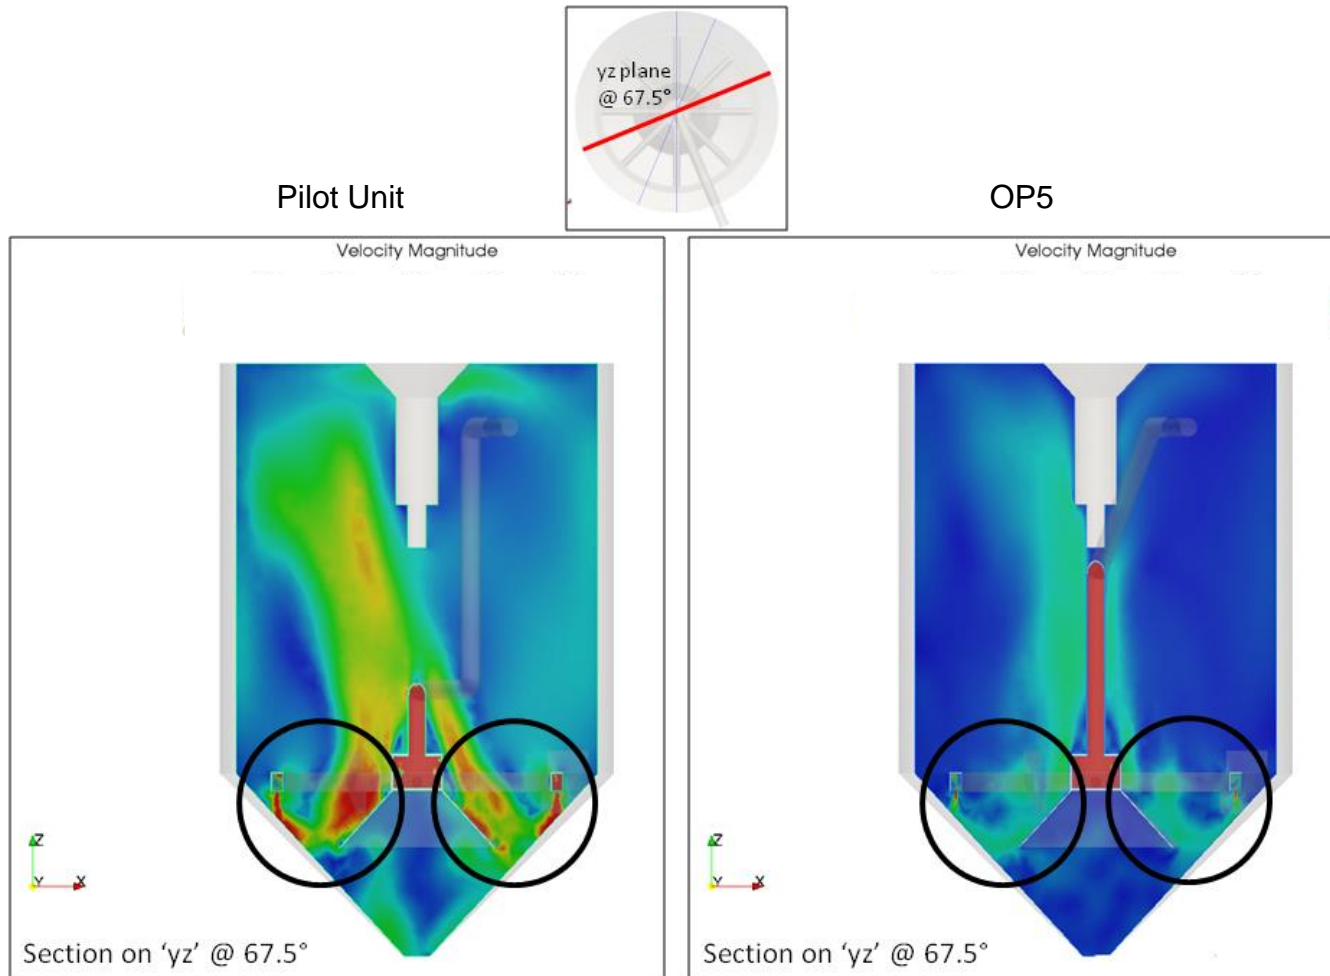 yz plane
@ 67.5°
Pilot Unit
OP5
Velocity Magnitude
Velocity Magnitude
Z
Y
X
Z
Y
X
Section on 'yz' @ 67.5°
Section on 'yz' @ 67.5°